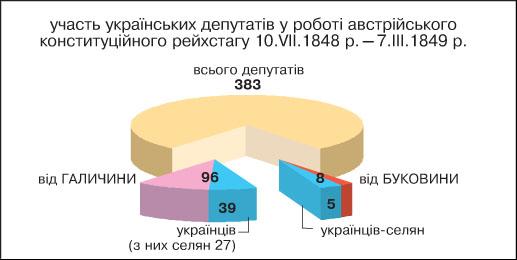 участь українських депутатів у роботі австрійського
конституційного рейхстагу 10.VII.1848 р.—7.III.1849 р.
всього депутатів
383
від ГАЛИЧИНИ
96
8
від БУКОВИНИ
39
5
українців
(з них селян 27)
українців-селян